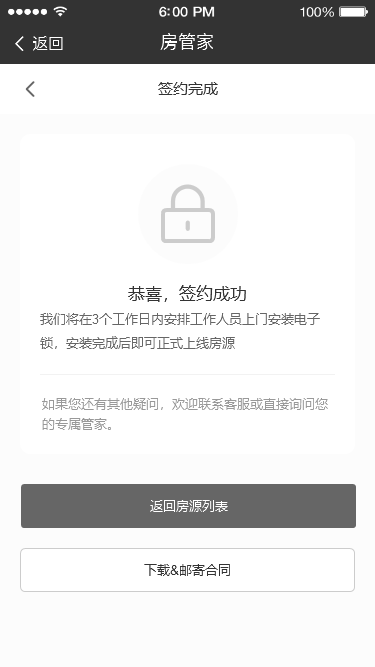 6:00 PM
100%
返回
房管家
签约完成
恭喜，签约成功
我们将在3个工作日内安排工作人员上门安装电子
锁，安装完成后即可正式上线房源
如果您还有其他疑问，欢迎联系客服或直接询问您
的专属管家。
返回房源列表
下载&邮寄合同